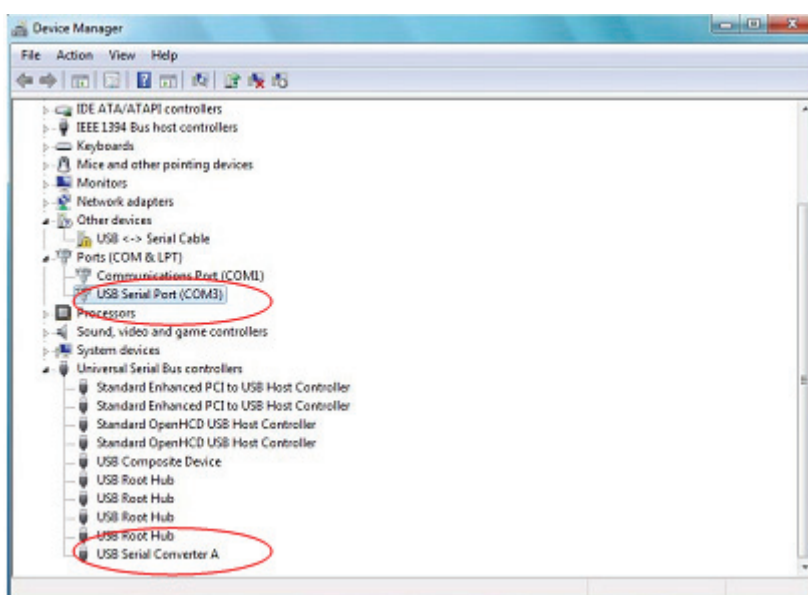 Device Manager
File Action View Help
IDE ATA/ATAPI controllers
IEEE 1394 Bus host controllers
Keyboards
Mice and other pointing devices
Monitors
Network adapters
Other devices
USB <-> Serial Cable
Ports (COM & LPT)
Communications Port (COM1)
USB Serial Port (COM3)
Processors
Sound, video and game controllers
System devices
Universal Serial Bus controllers
Standard Enhanced PCI to USB Host Controller
Standard Enhanced PCI to USB Host Controller
Standard OpenHCD USB Host Controller
Standard OpenHCD USB Host Controller
USB Composite Device
USB Root Hub
USB Root Hub
USB Root Hub
USB Root Hub
USB Serial Converter A